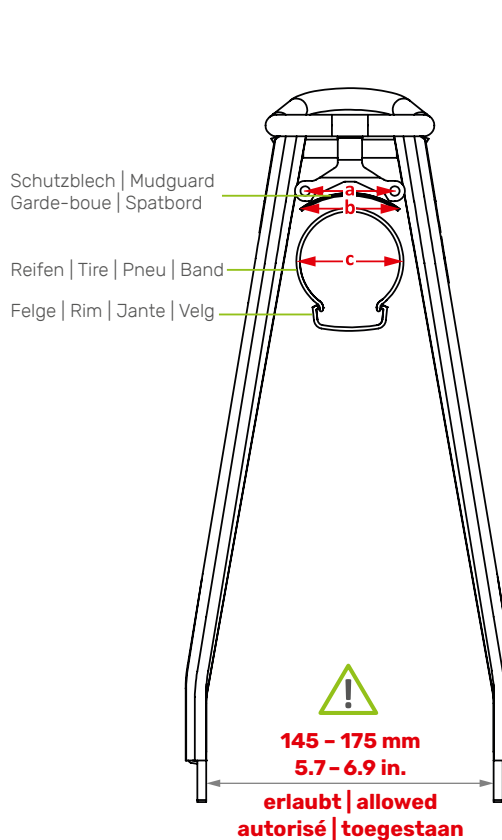 Schutzblech | Mudguard
Garde-boue | Spatbord
a
b
Reifen | Tire | Pneu | Band
c
Felge | Rim | Jante | Velg
!
145 – 175 mm
5.7 – 6.9 in.
erlaubt | allowed
autorisé | toegestaan